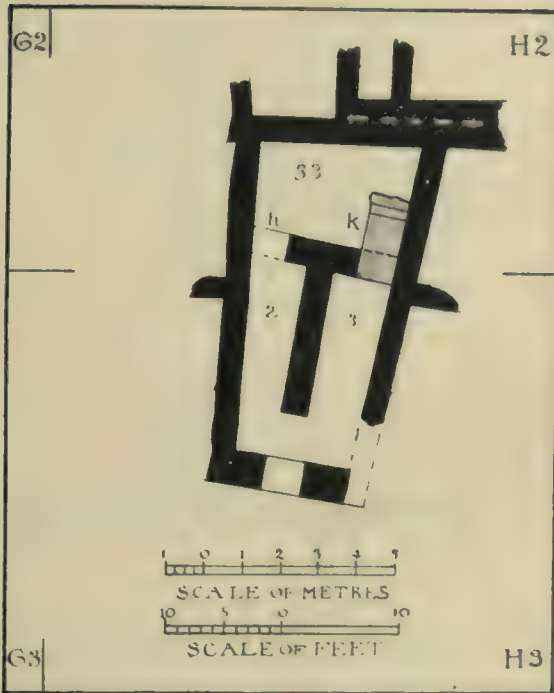 G2
H2
33
h
k
2
3
1 0 1 2 3 4 5
SCALE OF METRES
10 5 0 10
SCALE OF FEET
G3
H3